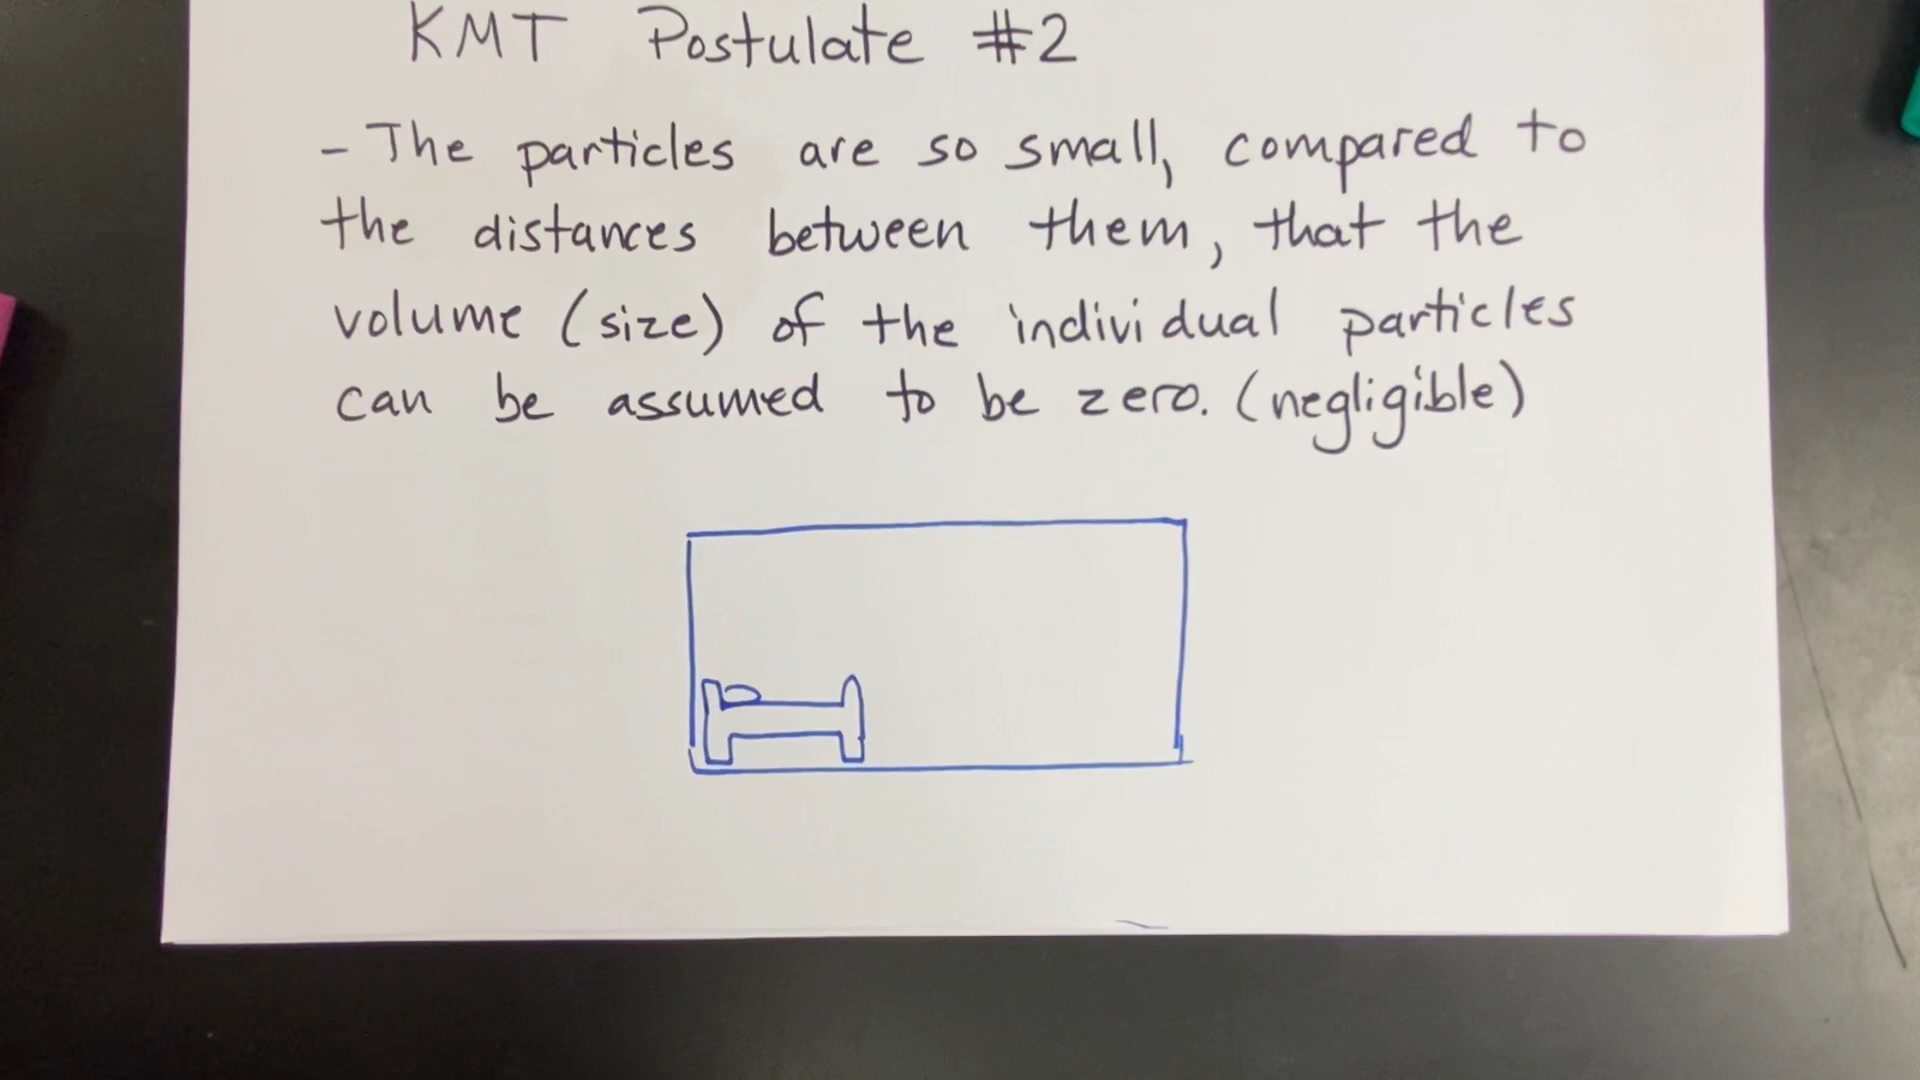 KMT Postulate #2
- The particles are so small, compared to
the distances between them, that the
volume (size) of the individual particles
can be assumed to be zero. (negligible)